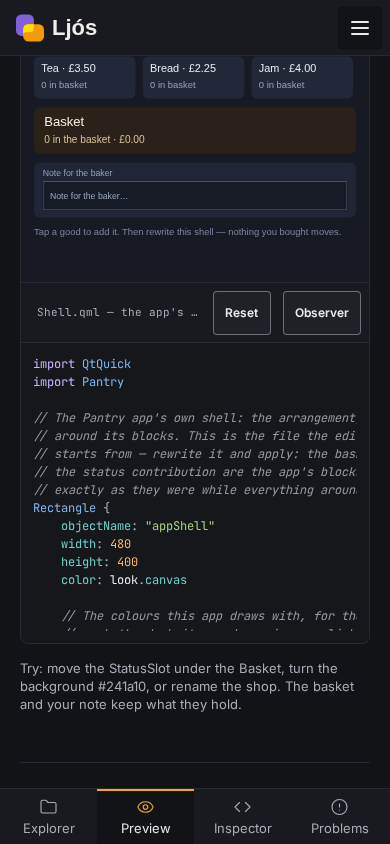 Ljós
Tea · £3.50
0 in basket
Bread · £2.25
0 in basket
Jam · £4.00
0 in basket
Basket
0 in the basket · £0.00
Note for the baker
Note for the baker…
Tap a good to add it. Then rewrite this shell — nothing you bought moves.
Shell.qml — the app's …
Reset
Observer
import QtQuick
import Pantry
// The Pantry app's own shell: the arrangement
// around its blocks. This is the file the edi
// starts from — rewrite it and apply: the bas
// the status contribution are the app's block
// exactly as they were while everything aroun
Rectangle {
objectName: "appShell"
width: 480
height: 400
color: look.canvas
// The colours this app draws with, for th
Try: move the StatusSlot under the Basket, turn the
background #241a10, or rename the shop. The basket
and your note keep what they hold.
Explorer
Preview
Inspector
Problems